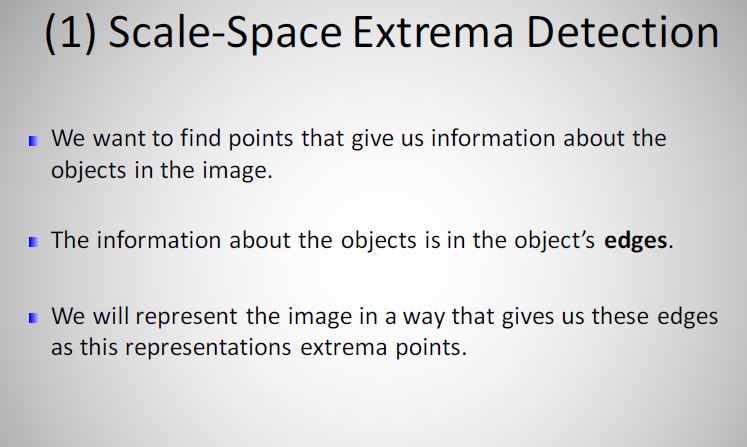 (1) Scale-Space Extrema Detection
We want to find points that give us information about the
objects in the image.
The information about the objects is in the object’s edges.
We will represent the image in a way that gives us these edges
as this representations extrema points.